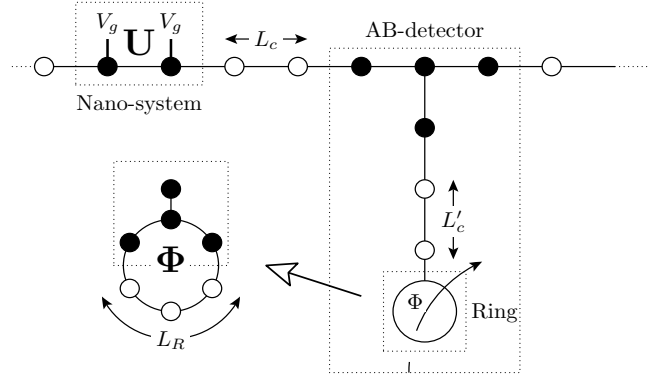 AB-detector
V_g V_g
U
L_c
Nano-system
L'_c
Φ
Φ
Ring
L_R